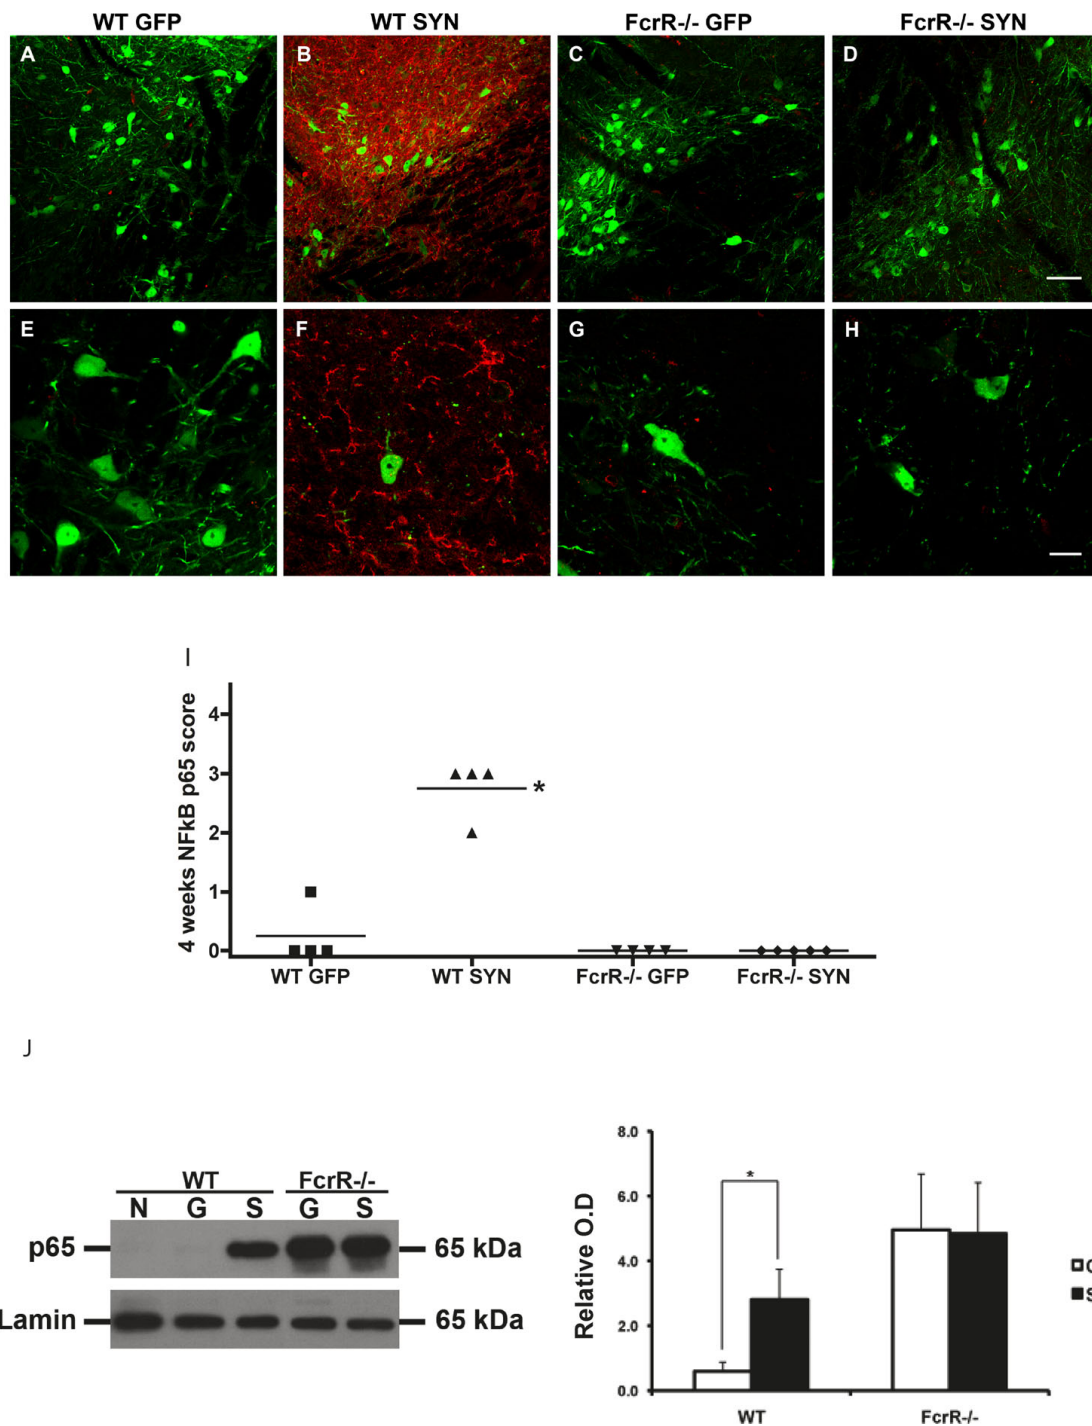 WT GFP WT SYN FcrR-/- GFP FcrR-/- SYN
A B C D
E F G H
I
4 weeks NFkB p65 score
4
3
2
1
0
*
WT GFP WT SYN FcrR-/- GFP FcrR-/- SYN
J
WT FcrR-/-
N G S G S
p65 65 kDa
Lamin 65 kDa
Relative O.D
8.0
6.0
4.0
2.0
0.0
*
WT FcrR-/-
G
S